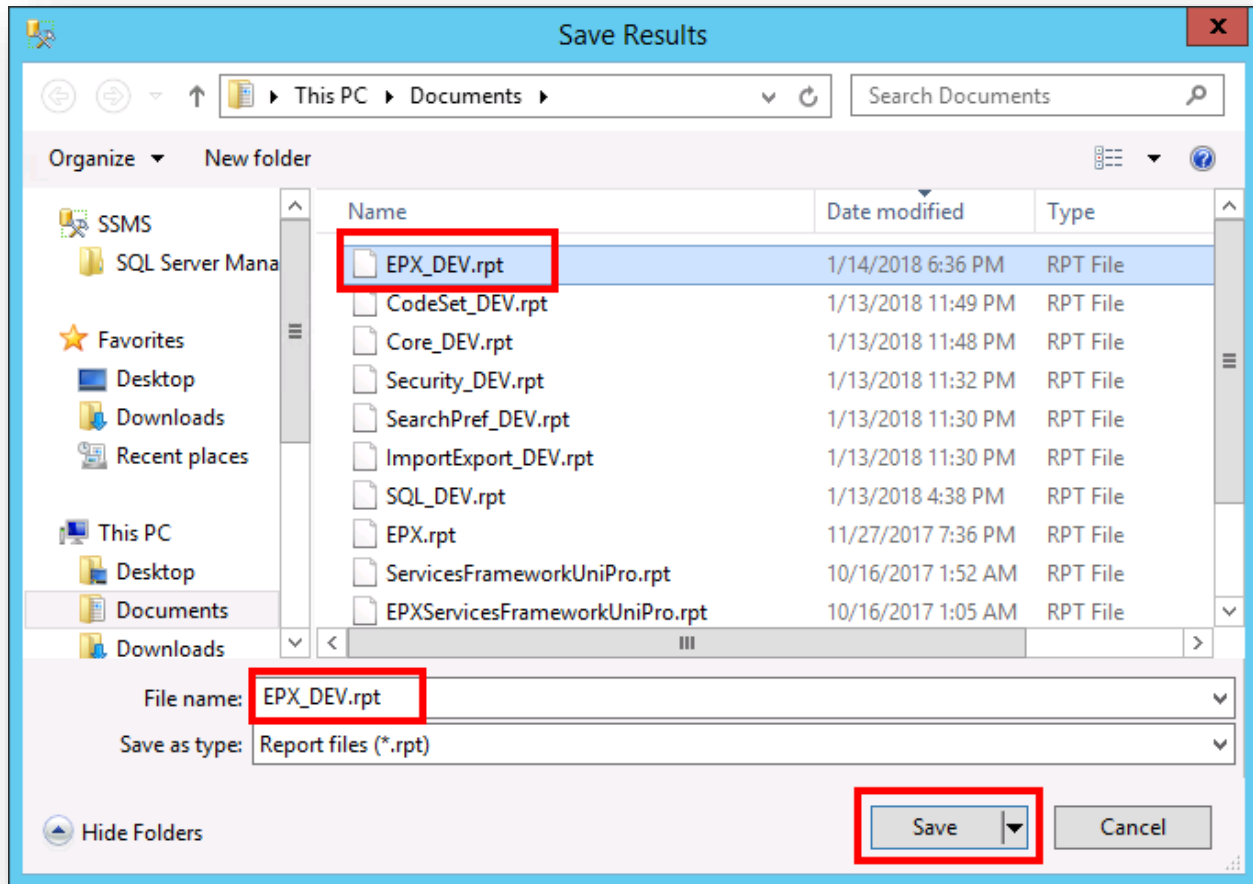 Save Results
x
This PC Documents
Search Documents
Organize New folder
SSMS
SQL Server Mana
Favorites
Desktop
Downloads
Recent places
This PC
Desktop
Documents
Downloads
Name Date modified Type
EPX_DEV.rpt 1/14/2018 6:36 PM RPT File
CodeSet_DEV.rpt 1/13/2018 11:49 PM RPT File
Core_DEV.rpt 1/13/2018 11:48 PM RPT File
Security_DEV.rpt 1/13/2018 11:32 PM RPT File
SearchPref_DEV.rpt 1/13/2018 11:30 PM RPT File
ImportExport_DEV.rpt 1/13/2018 11:30 PM RPT File
SQL_DEV.rpt 1/13/2018 4:38 PM RPT File
EPX.rpt 11/27/2017 7:36 PM RPT File
ServicesFrameworkUniPro.rpt 10/16/2017 1:52 AM RPT File
EPXServicesFrameworkUniPro.rpt 10/16/2017 1:05 AM RPT File
File name: EPX_DEV.rpt
Save as type: Report files (*.rpt)
Hide Folders
Save
Cancel